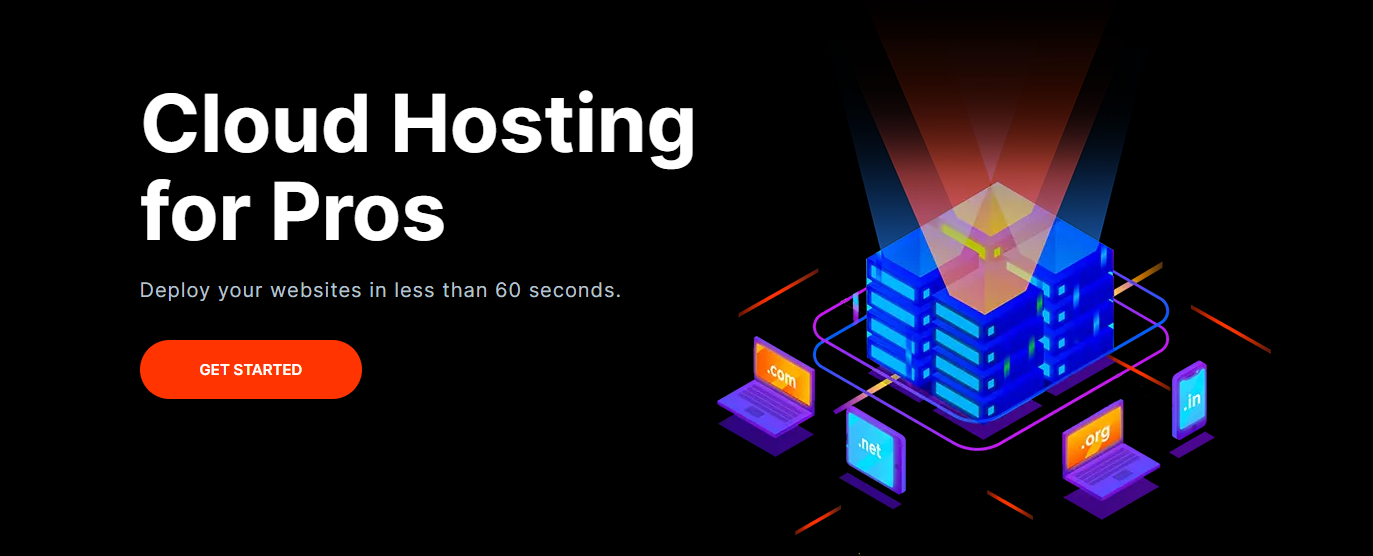 Cloud Hosting
for Pros
Deploy your websites in less than 60 seconds.
GET STARTED
.com
.net
.org
.in